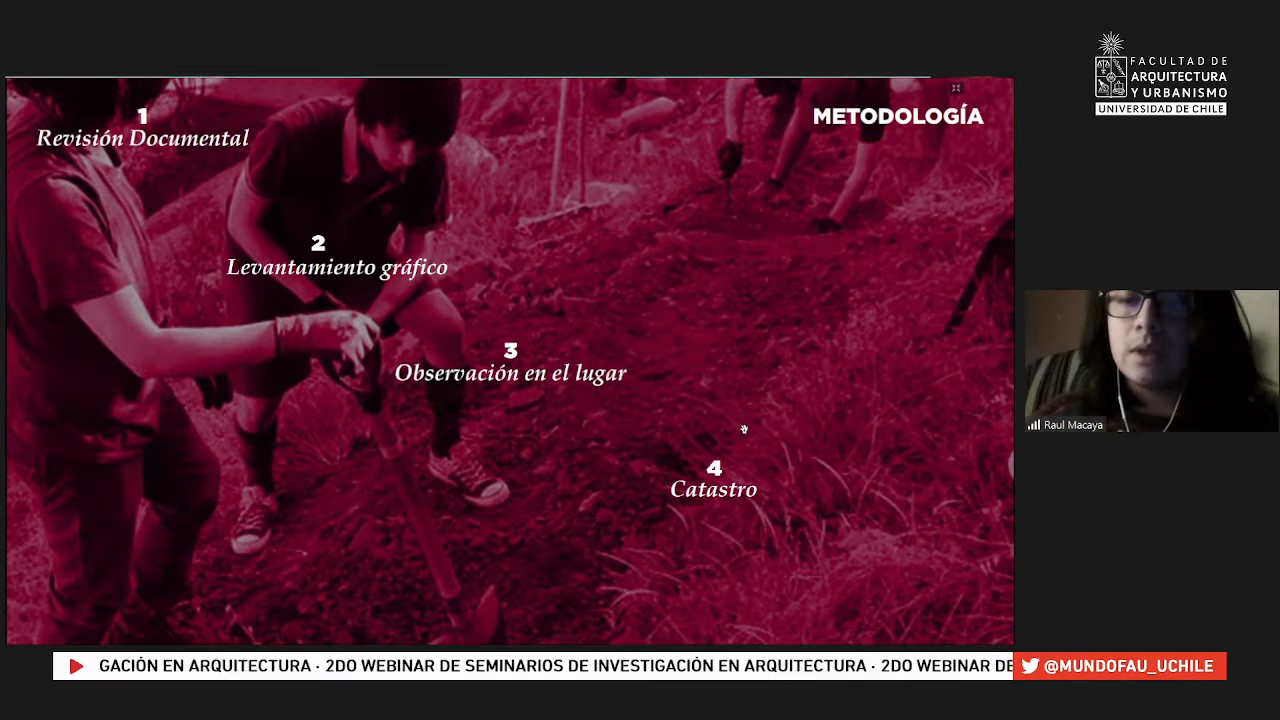 FACULTAD DE
ARQUITECTURA
Y URBANISMO
UNIVERSIDAD DE CHILE
METODOLOGÍA
1
Revisión Documental
2
Levantamiento gráfico
3
Observación en el lugar
4
Catastro
Raul Macaya
GACIÓN EN ARQUITECTURA · 2DO WEBINAR DE SEMINARIOS DE INVESTIGACIÓN EN ARQUITECTURA · 2DO WEBINAR DE
@MUNDOFAU_UCHILE